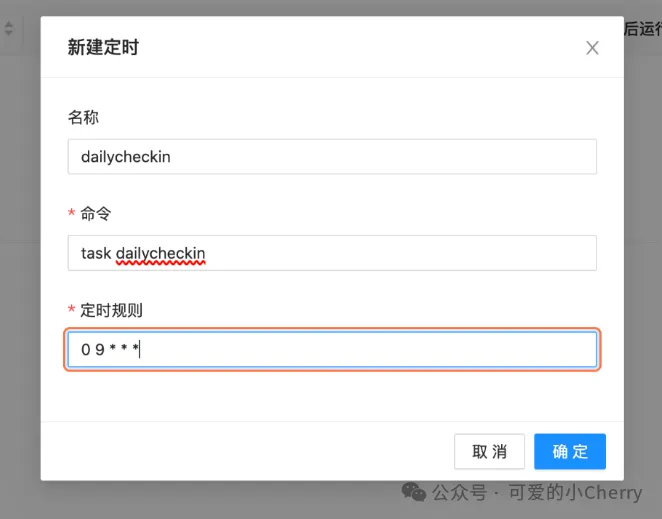 后运行
新建定时
名称
dailycheckin
* 命令
task dailycheckin
* 定时规则
0 9 * * *
取 消
确 定
公众号 · 可爱的小Cherry